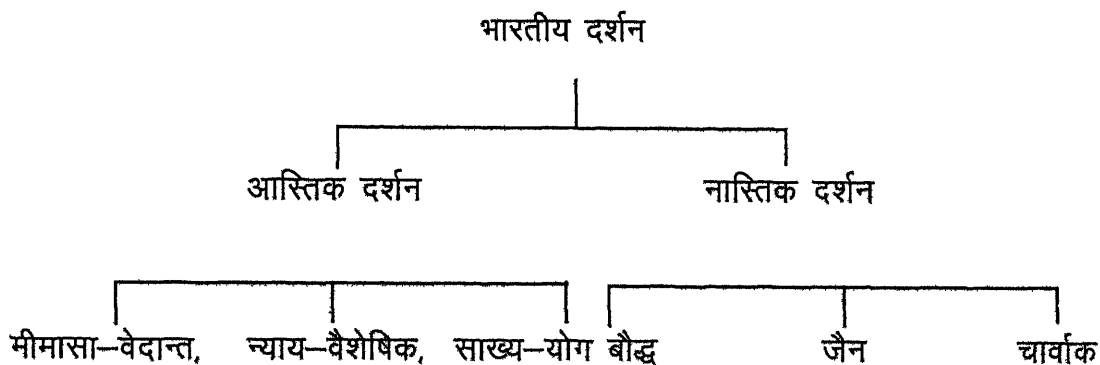 भारतीय दर्शन
आस्तिक दर्शन नास्तिक दर्शन
मीमासा–वेदान्त, न्याय–वैशेषिक, साख्य–योग बौद्ध जैन चार्वाक